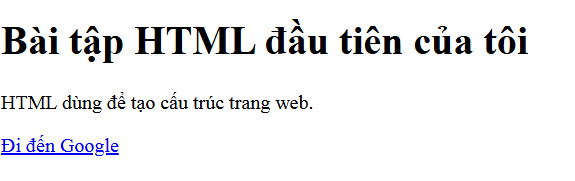 Bài tập HTML đầu tiên của tôi
HTML dùng để tạo cấu trúc trang web.
Đi đến Google